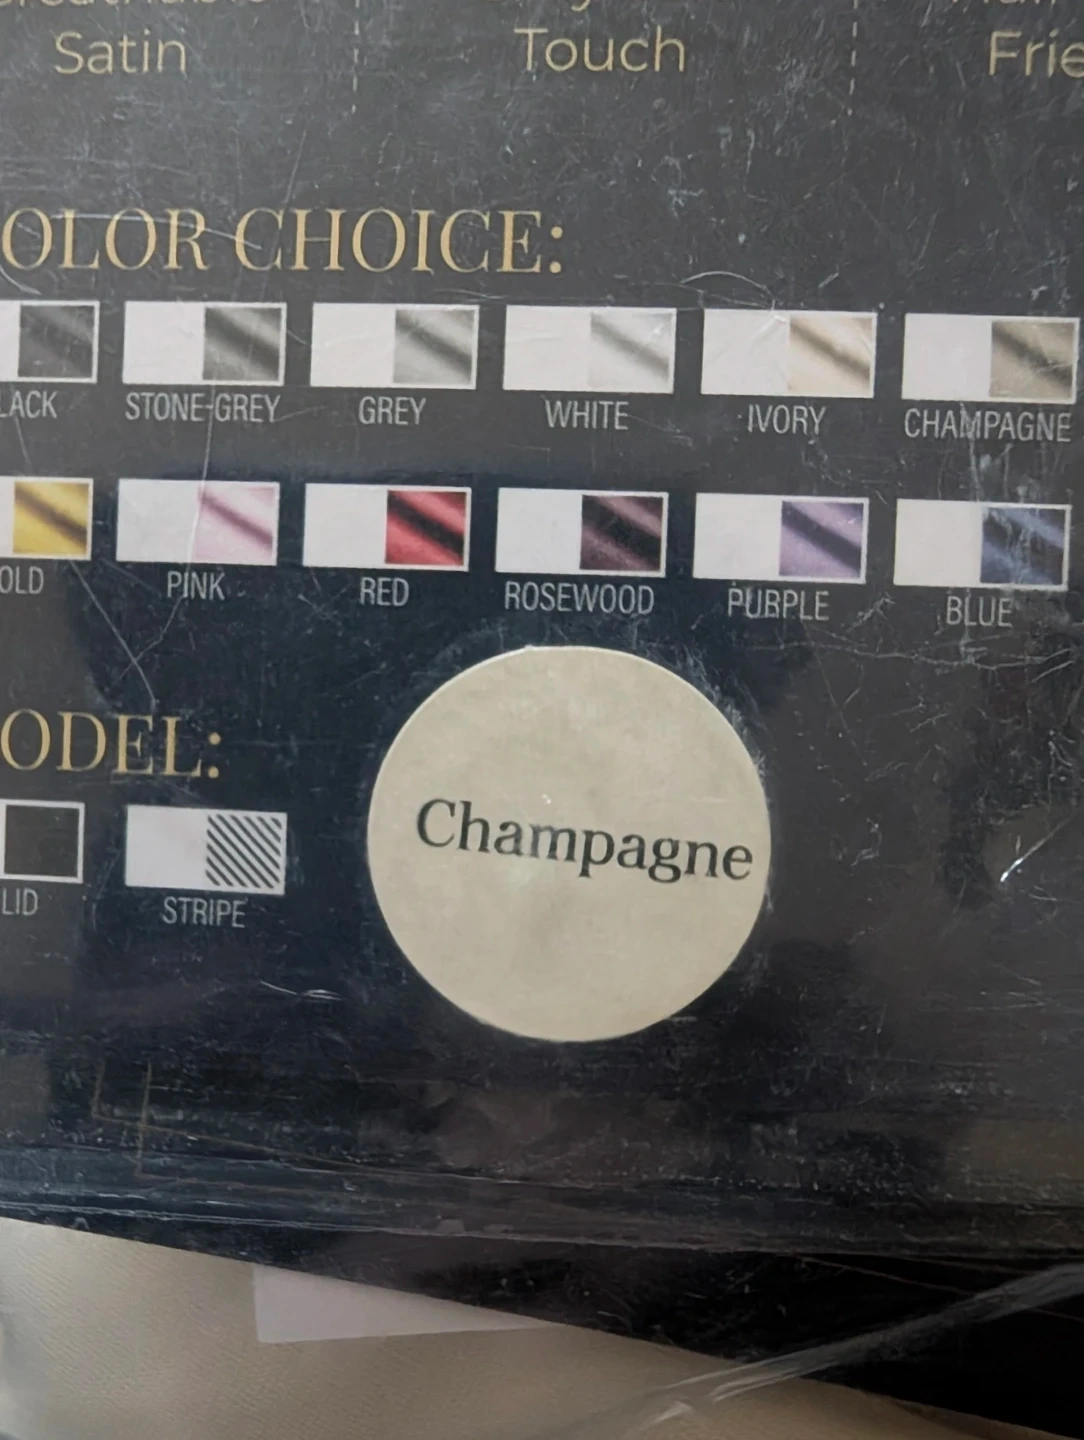 Satin Touch
OLOR CHOICE:
LACK STONE-GREY GREY WHITE IVORY CHAMPAGNE
OLD PINK RED ROSEWOOD PURPLE BLUE
ODEL:
LID STRIPE
Champagne